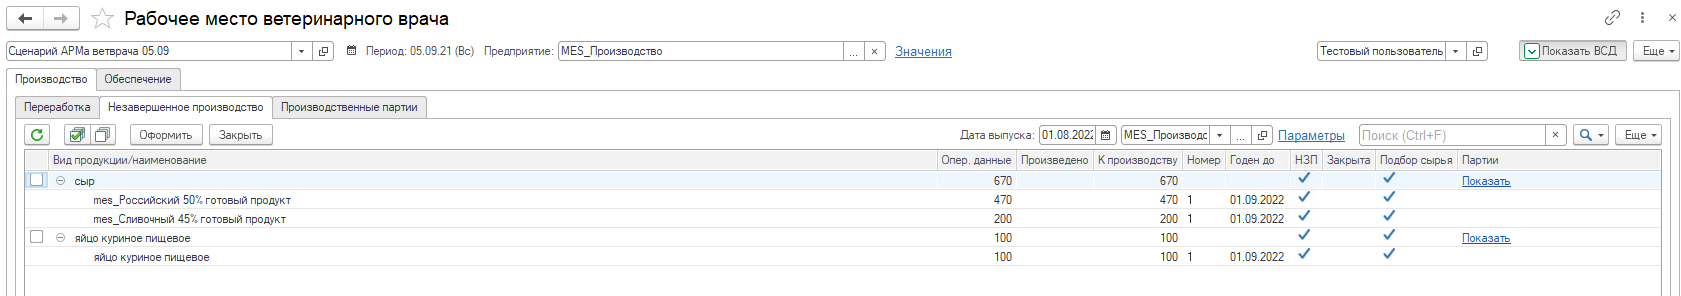 Рабочее место ветеринарного врача
Сценарий АРМа ветврача 05.09 Период: 05.09.21 (Вс) Предприятие: MES_Производство ... × Значения Тестовый пользователь Показать ВСД Еще
Производство Обеспечение
Переработка Незавершенное производство Производственные партии
Оформить Закрыть Дата выпуска: 01.08.2022 MES_Производс ... Параметры Поиск (Ctrl+F) × Еще
Вид продукции/наименование Опер. данные Произведено К производству Номер Годен до НЗП Закрыта Подбор сырья Партии
сыр 670 670 Показать
mes_Российский 50% готовый продукт 470 470 1 01.09.2022
mes_Сливочный 45% готовый продукт 200 200 1 01.09.2022
яйцо куриное пищевое 100 100 Показать
яйцо куриное пищевое 100 100 1 01.09.2022